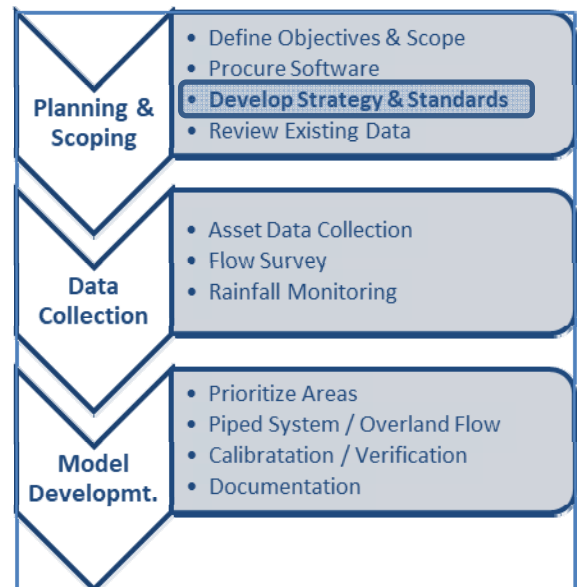 Planning &
Scoping
• Define Objectives & Scope
• Procure Software
• Develop Strategy & Standards
• Review Existing Data
Data
Collection
• Asset Data Collection
• Flow Survey
• Rainfall Monitoring
Model
Developmt.
• Prioritize Areas
• Piped System / Overland Flow
• Calibratation / Verification
• Documentation